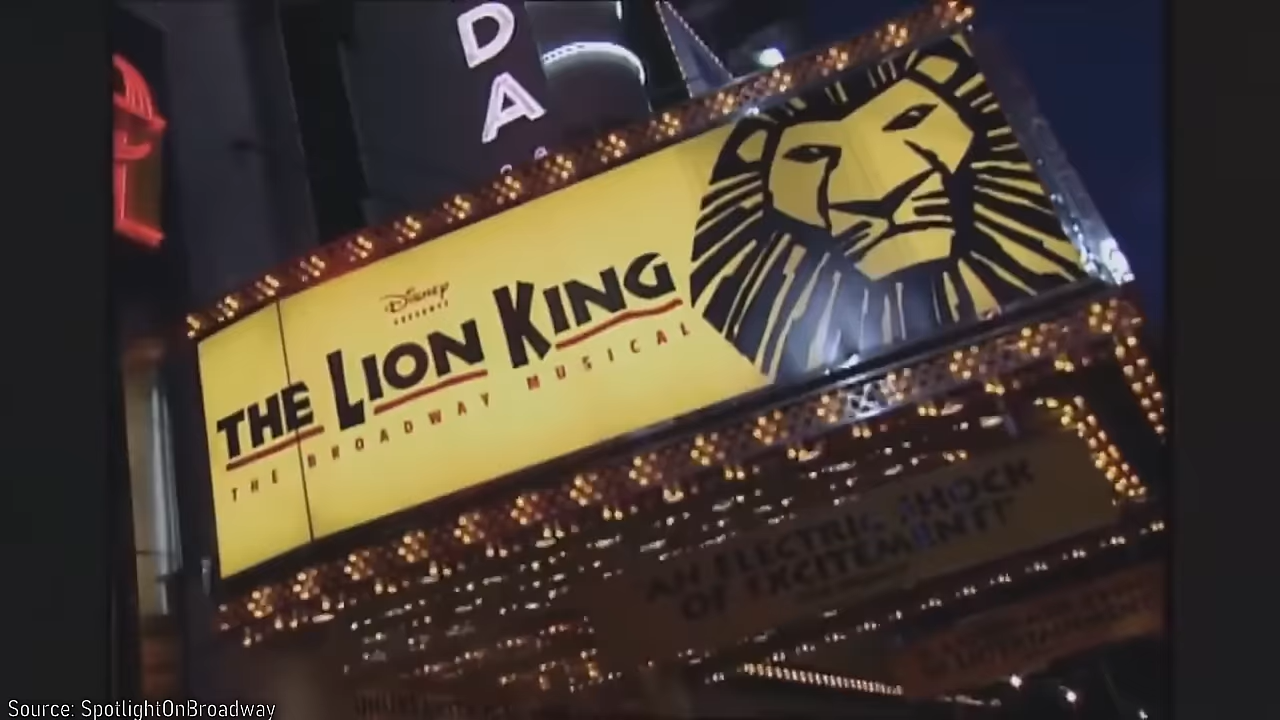 DA
Disney
PRESENTS
THE LION KING
THE BROADWAY MUSICAL
AN ELECTRIC SHOCK
OF EXCITEMENT!"
Source: SpotlightOnBroadway